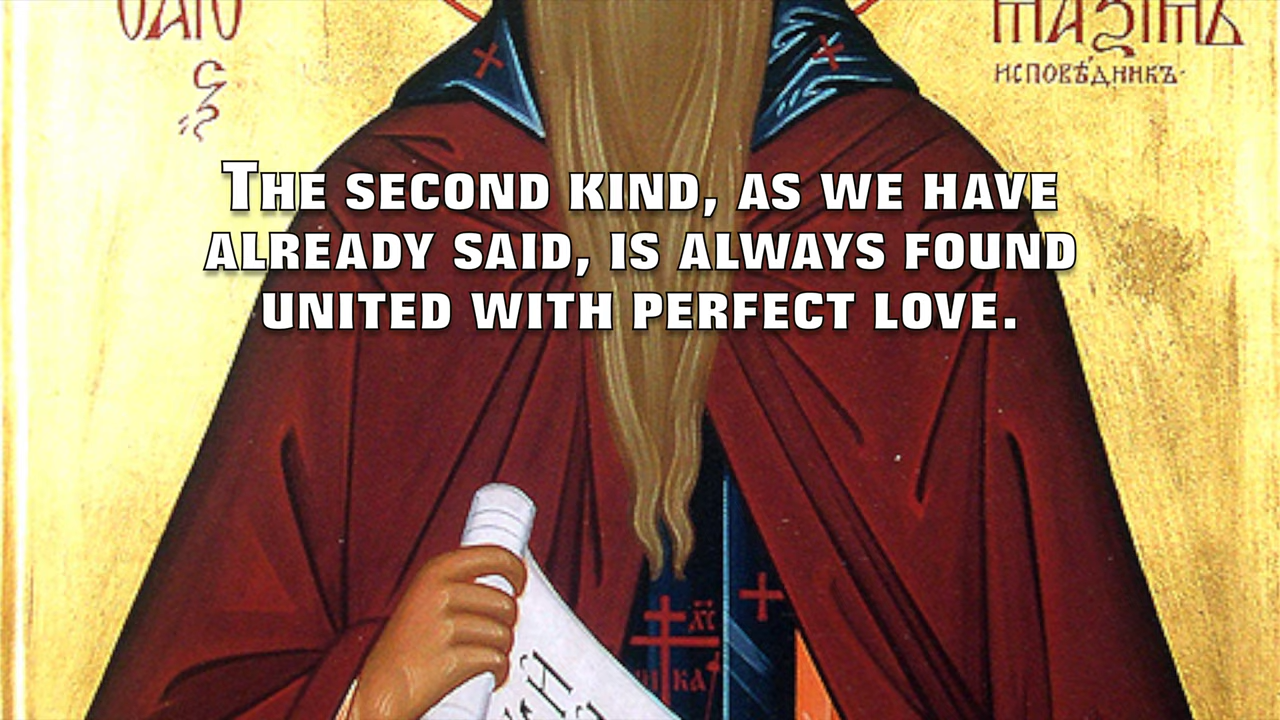 ИСПОВѢДНИКЪ·
THE SECOND KIND, AS WE HAVE
ALREADY SAID, IS ALWAYS FOUND
UNITED WITH PERFECT LOVE.